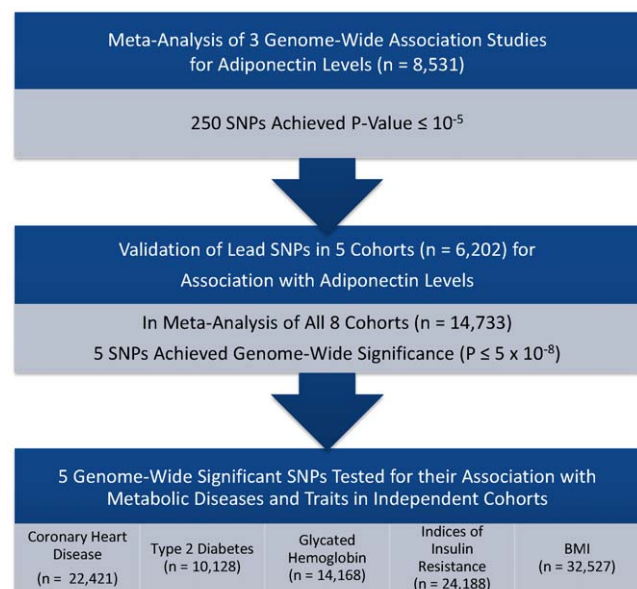 Meta-Analysis of 3 Genome-Wide Association Studies
for Adiponectin Levels (n = 8,531)
250 SNPs Achieved P-Value ≤ 10⁻⁵
Validation of Lead SNPs in 5 Cohorts (n = 6,202) for
Association with Adiponectin Levels
In Meta-Analysis of All 8 Cohorts (n = 14,733)
5 SNPs Achieved Genome-Wide Significance (P ≤ 5 x 10⁻⁸)
5 Genome-Wide Significant SNPs Tested for their Association with
Metabolic Diseases and Traits in Independent Cohorts
Coronary Heart
Disease
(n = 22,421)
Type 2 Diabetes
(n = 10,128)
Glycated
Hemoglobin
(n = 14,168)
Indices of
Insulin
Resistance
(n = 24,188)
BMI
(n = 32,527)